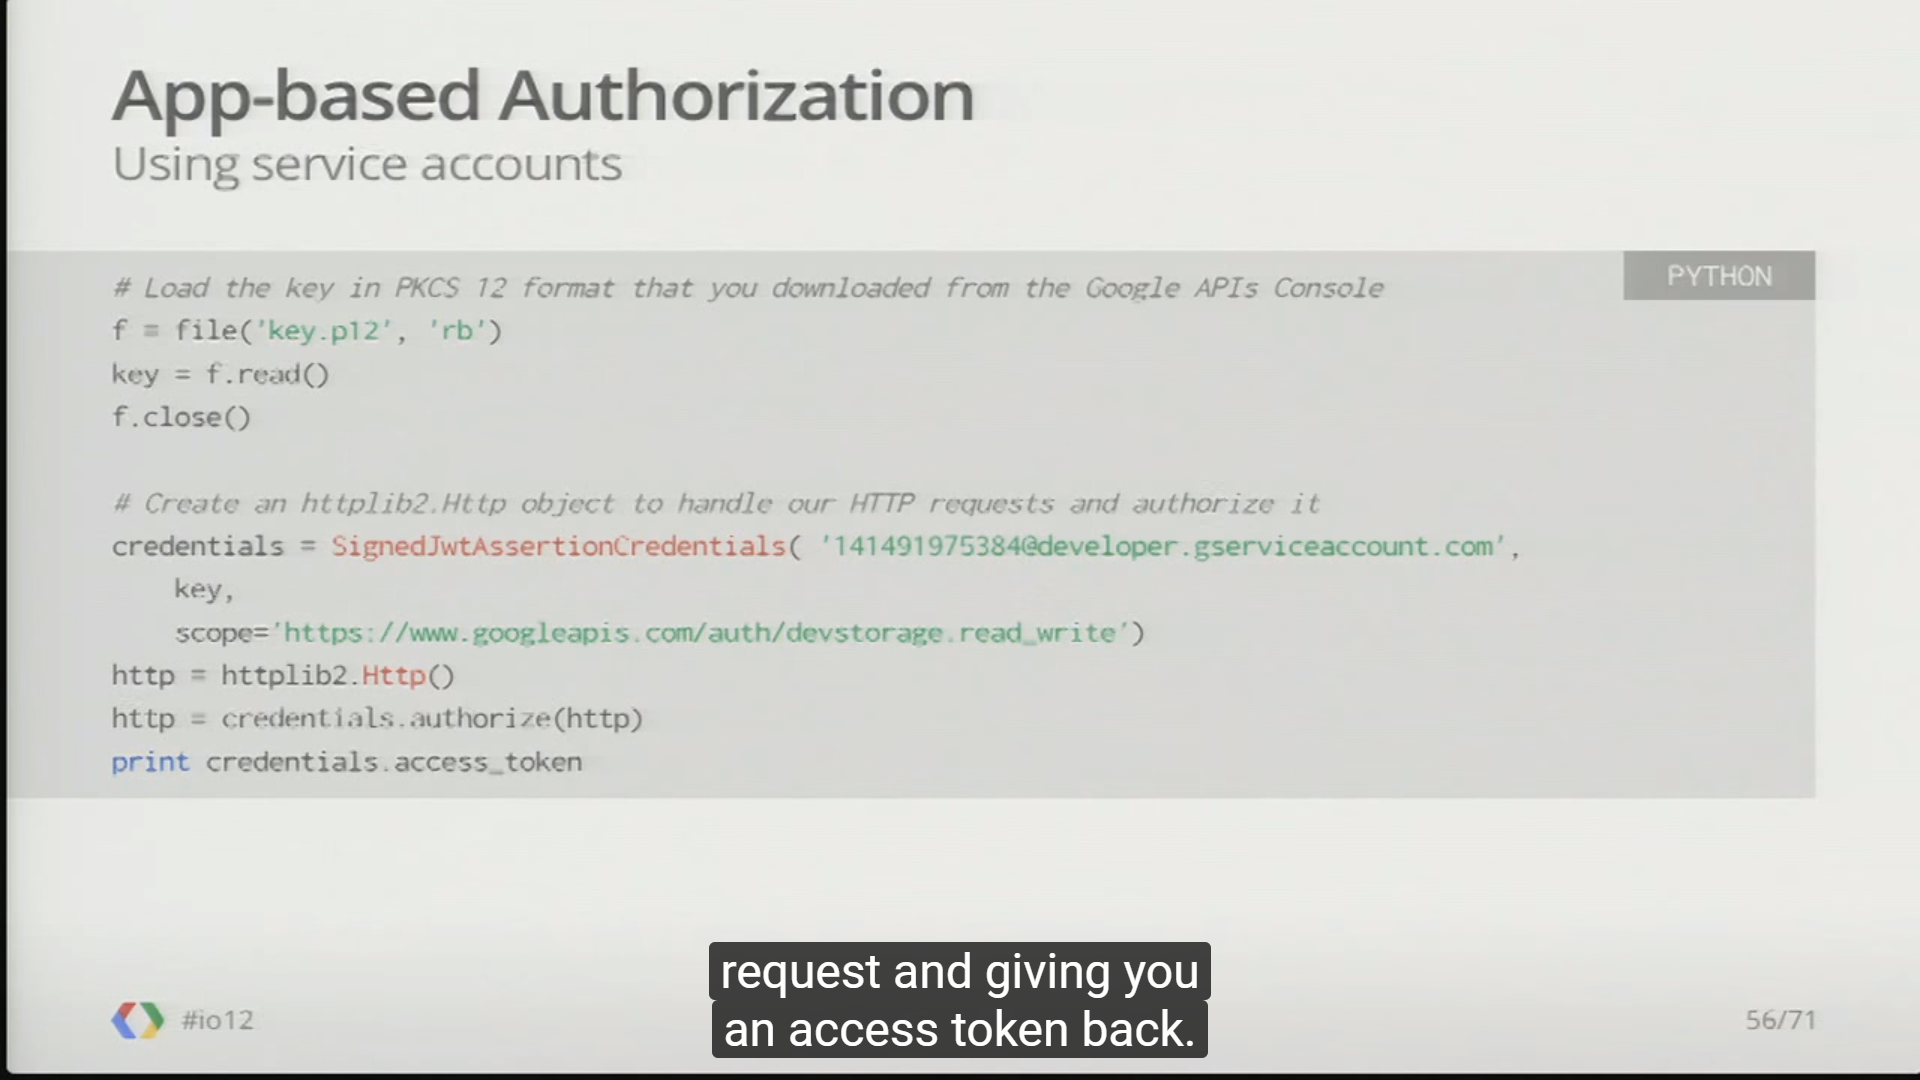 App-based Authorization
Using service accounts
PYTHON
# Load the key in PKCS 12 format that you downloaded from the Google APIs Console
f = file('key.p12', 'rb')
key = f.read()
f.close()
# Create an httplib2.Http object to handle our HTTP requests and authorize it
credentials = SignedJwtAssertionCredentials( '141491975384@developer.gserviceaccount.com',
key,
scope='https://www.googleapis.com/auth/devstorage.read_write')
http = httplib2.Http()
http = credentials.authorize(http)
print credentials.access_token
request and giving you
an access token back.
#io12
56/71